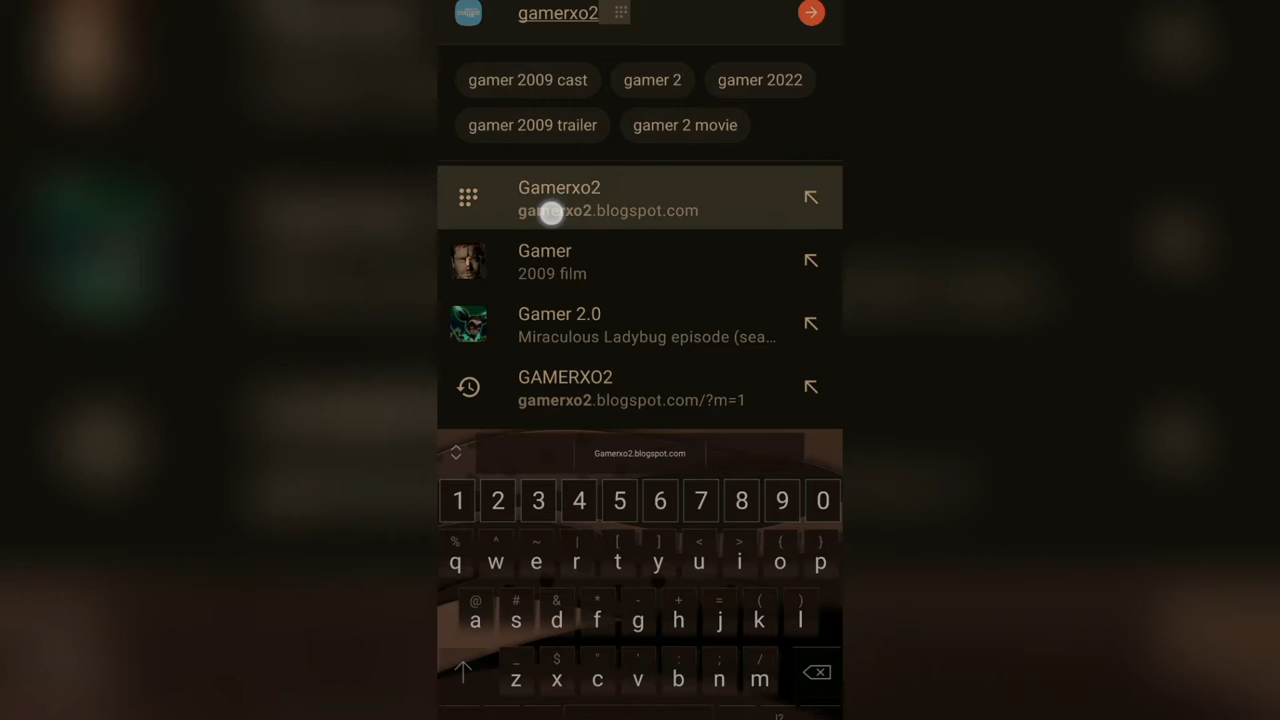 gamerxo2
gamer 2009 cast
gamer 2
gamer 2022
gamer 2009 trailer
gamer 2 movie
Gamerxo2
gamerxo2.blogspot.com
Gamer
2009 film
Gamer 2.0
Miraculous Ladybug episode (sea...
GAMERXO2
gamerxo2.blogspot.com/?m=1
Gamerxo2.blogspot.com
1 2 3 4 5 6 7 8 9 0
% ^ ~ | [ ] < > { }
q w e r t y u i o p
@ # & * - + = ( )
a s d f g h j k l
_ $ " ' : ; /
z x c v b n m
!?